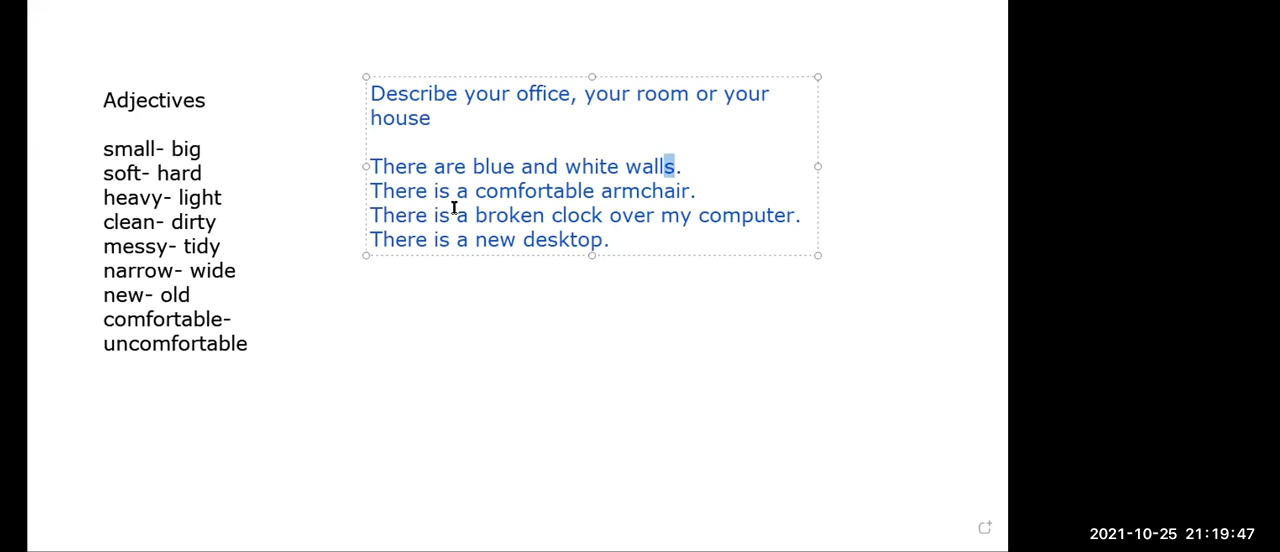 Adjectives
small- big
soft- hard
heavy- light
clean- dirty
messy- tidy
narrow- wide
new- old
comfortable-
uncomfortable
Describe your office, your room or your
house
There are blue and white walls.
There is a comfortable armchair.
There is a broken clock over my computer.
There is a new desktop.
2021-10-25 21:19:47